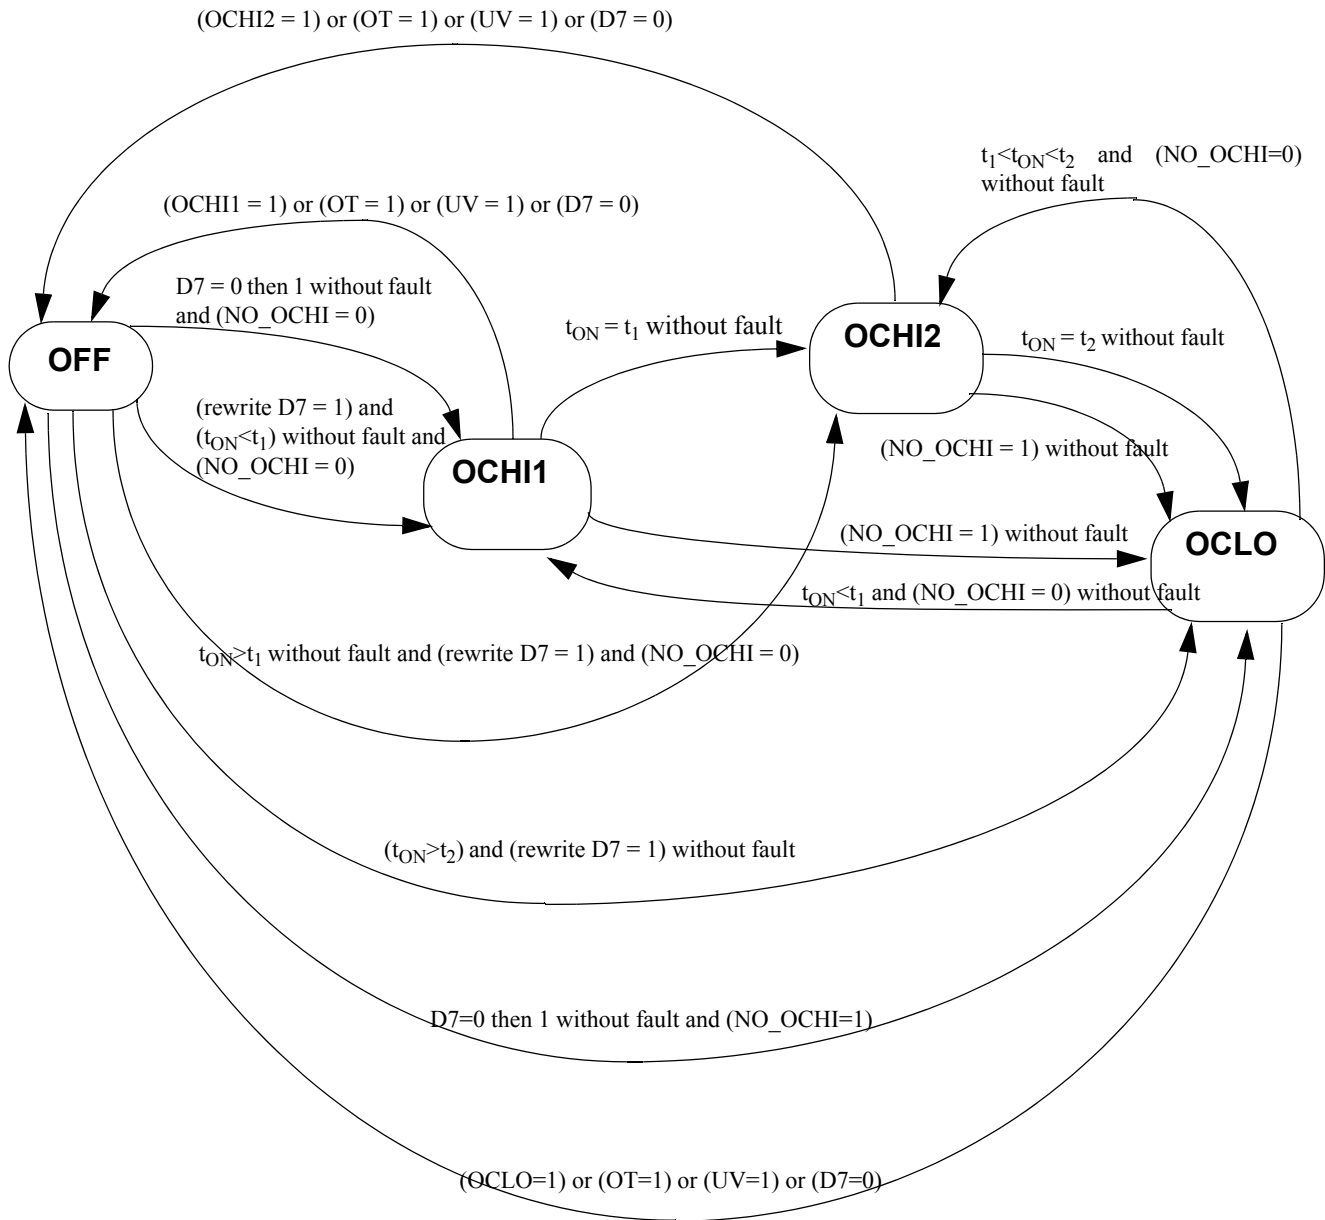 (OCHI2 = 1) or (OT = 1) or (UV = 1) or (D7 = 0)
t1<tON<t2 and (NO_OCHI=0)
without fault
(OCHI1 = 1) or (OT = 1) or (UV = 1) or (D7 = 0)
D7 = 0 then 1 without fault
and (NO_OCHI = 0)
tON = t1 without fault
OCHI2
tON = t2 without fault
OFF
(rewrite D7 = 1) and
(tON<t1) without fault and
(NO_OCHI = 0)
(NO_OCHI = 1) without fault
OCHI1
(NO_OCHI = 1) without fault
OCLO
tON<t1 and (NO_OCHI = 0) without fault
tON>t1 without fault and (rewrite D7 = 1) and (NO_OCHI = 0)
(tON>t2) and (rewrite D7 = 1) without fault
D7=0 then 1 without fault and (NO_OCHI=1)
(OCLO=1) or (OT=1) or (UV=1) or (D7=0)